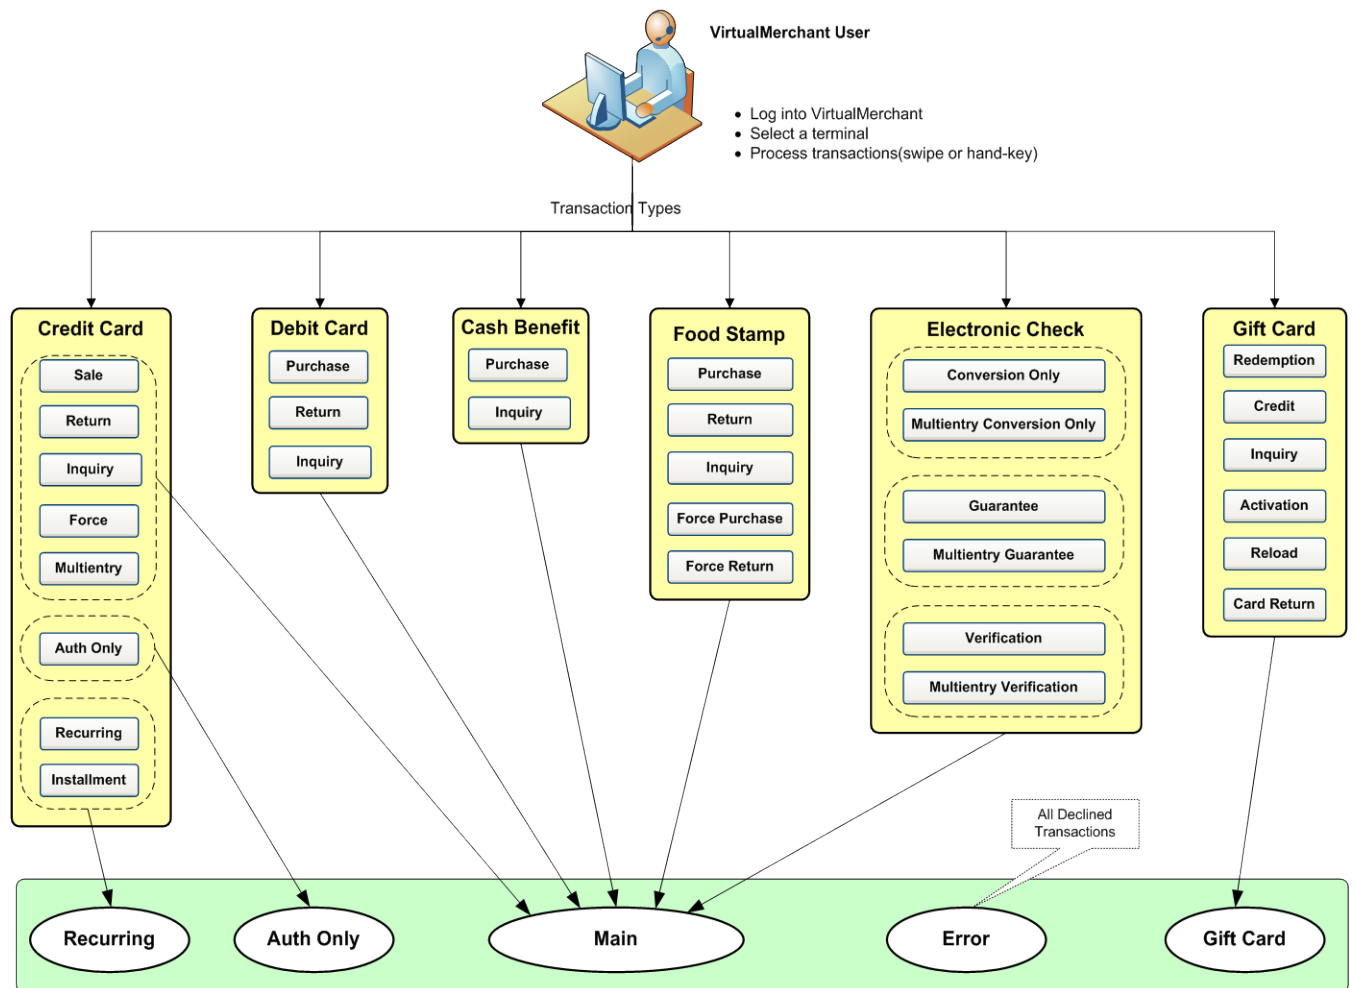 VirtualMerchant User
• Log into VirtualMerchant
• Select a terminal
• Process transactions(swipe or hand-key)
Transaction Types
Credit Card
Sale
Return
Inquiry
Force
Multientry
Auth Only
Recurring
Installment
Debit Card
Purchase
Return
Inquiry
Cash Benefit
Purchase
Inquiry
Food Stamp
Purchase
Return
Inquiry
Force Purchase
Force Return
Electronic Check
Conversion Only
Multientry Conversion Only
Guarantee
Multientry Guarantee
Verification
Multientry Verification
Gift Card
Redemption
Credit
Inquiry
Activation
Reload
Card Return
All Declined
Transactions
Recurring
Auth Only
Main
Error
Gift Card